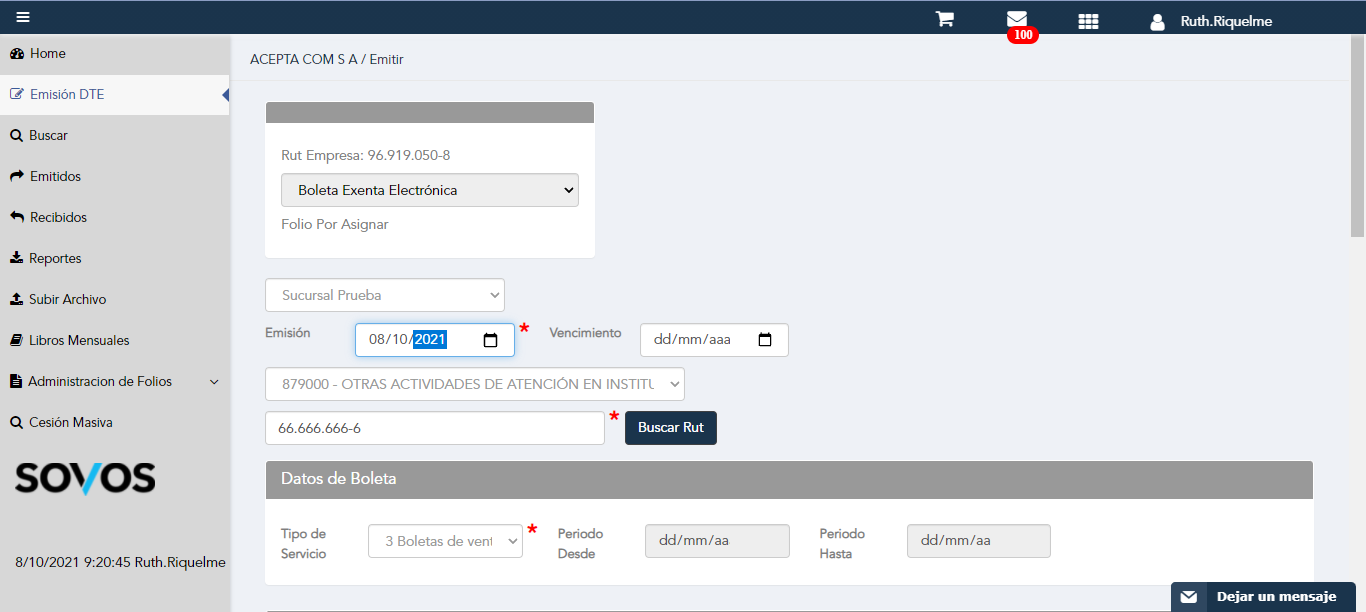 Ruth.Riquelme
100
Home
ACEPTA COM S A / Emitir
Emisión DTE
Buscar
Emitidos
Recibidos
Reportes
Subir Archivo
Libros Mensuales
Administracion de Folios
Cesión Masiva
SOVOS
8/10/2021 9:20:45 Ruth.Riquelme
Rut Empresa: 96.919.050-8
Boleta Exenta Electrónica
Folio Por Asignar
Sucursal Prueba
Emisión 08/10/2021 * Vencimiento dd/mm/aaa
879000 - OTRAS ACTIVIDADES DE ATENCIÓN EN INSTITU
66.666.666-6 * Buscar Rut
Datos de Boleta
Tipo de Servicio 3 Boletas de vent * Periodo Desde dd/mm/aa Periodo Hasta dd/mm/aa
Dejar un mensaje